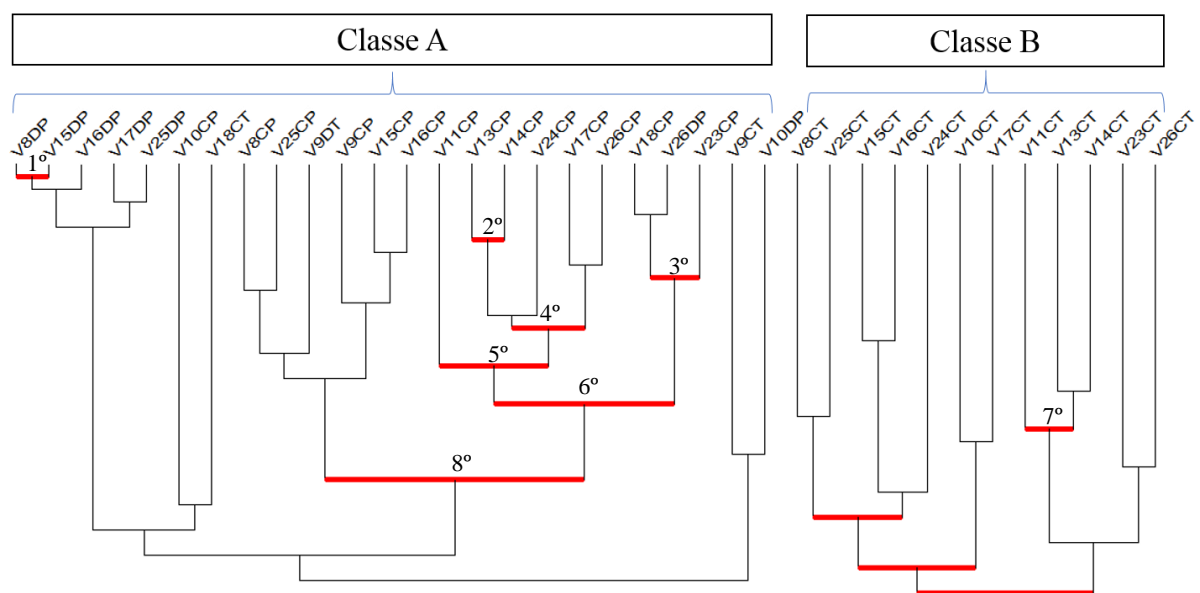 Classe A
Classe B
V8DP
V15DP
V16DP
V17DP
V25DP
V10CP
V18CT
V8CP
V25CP
V9DT
V9CP
V15CP
V16CP
V11CP
V13CP
V14CP
V24CP
V17CP
V26CP
V18CP
V26DP
V23CP
V9CT
V10DP
V8CT
V25CT
V15CT
V16CT
V24CT
V10CT
V17CT
V11CT
V13CT
V14CT
V23CT
V26CT
1º
2º
3º
4º
5º
6º
7º
8º